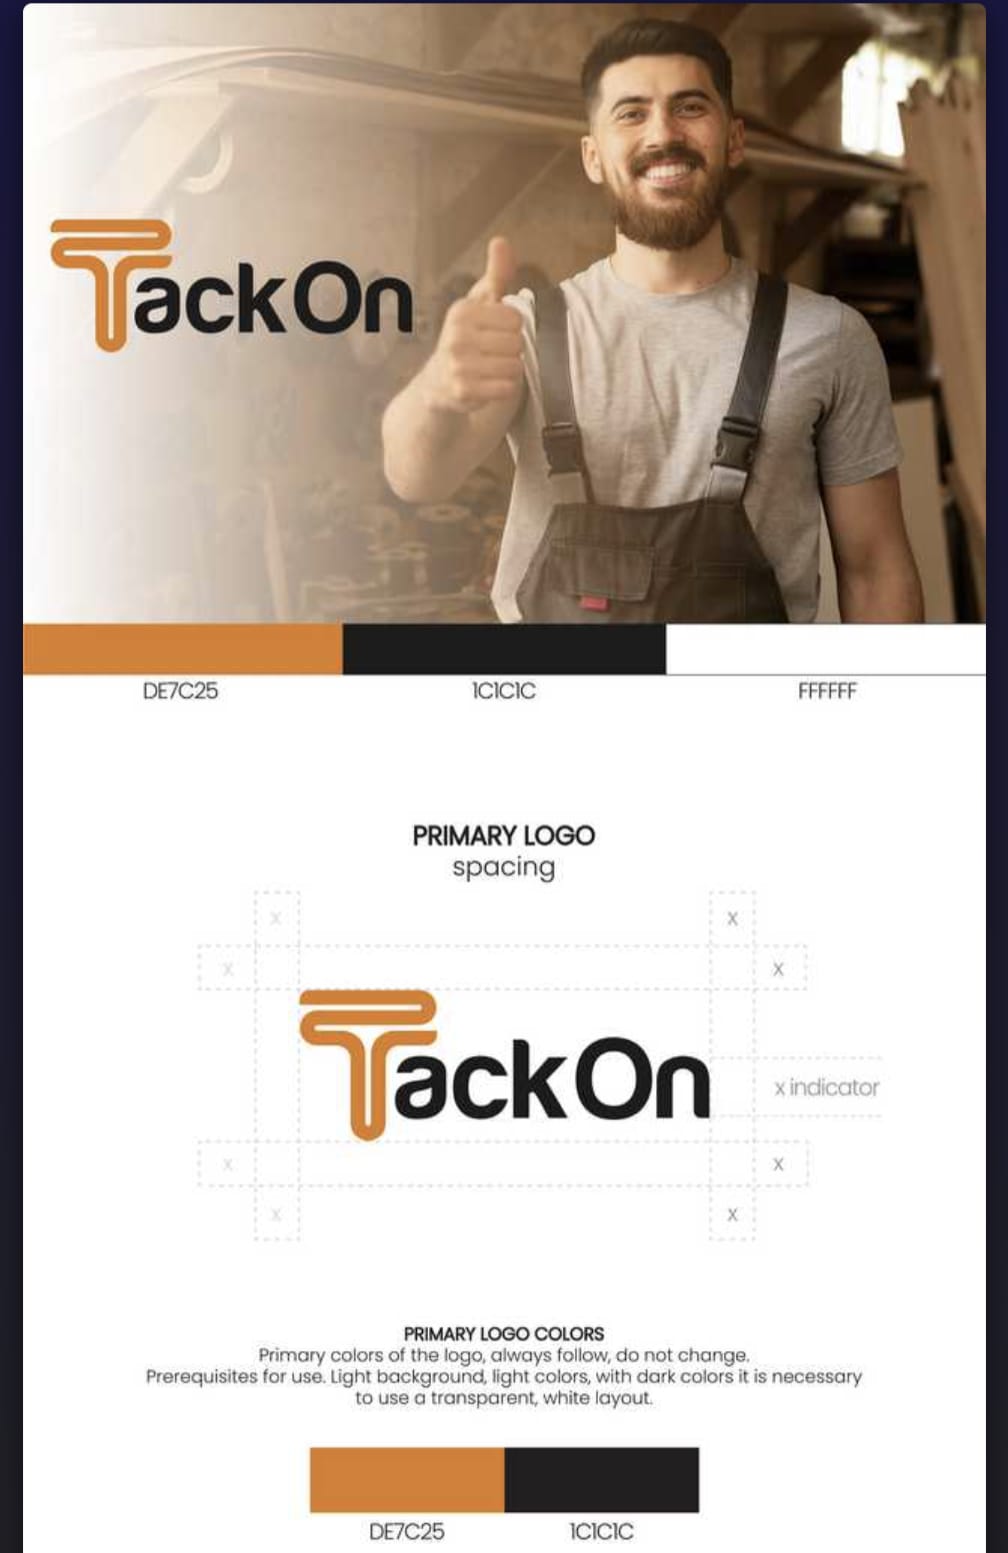 TackOn
DE7C25
1C1C1C
FFFFFF
PRIMARY LOGO
spacing
x
x
x
x
TackOn
x indicator
x
x
x
x
PRIMARY LOGO COLORS
Primary colors of the logo, always follow, do not change.
Prerequisites for use. Light background, light colors, with dark colors it is necessary
to use a transparent, white layout.
DE7C25
1C1C1C